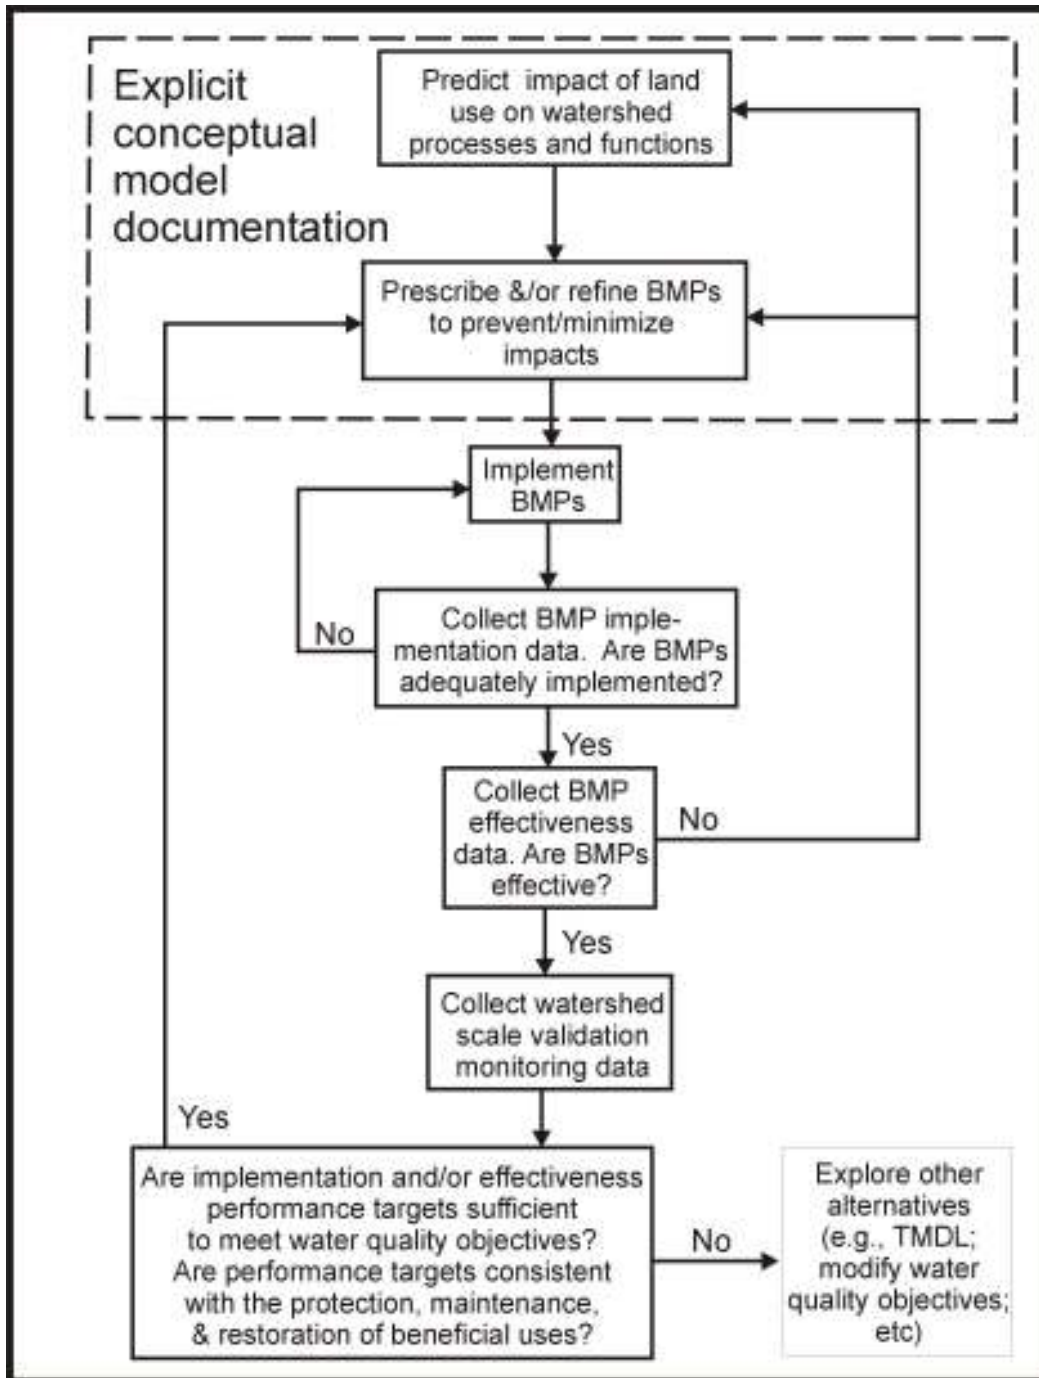 Explicit
conceptual
model
documentation
Predict impact of land
use on watershed
processes and functions
Prescribe &/or refine BMPs
to prevent/minimize
impacts
Implement
BMPs
No
Collect BMP imple-
mentation data. Are BMPs
adequately implemented?
Yes
Collect BMP
effectiveness
data. Are BMPs
effective?
No
Yes
Collect watershed
scale validation
monitoring data
Yes
Are implementation and/or effectiveness
performance targets sufficient
to meet water quality objectives?
Are performance targets consistent
with the protection, maintenance,
& restoration of beneficial uses?
No
Explore other
alternatives
(e.g., TMDL;
modify water
quality objectives;
etc)